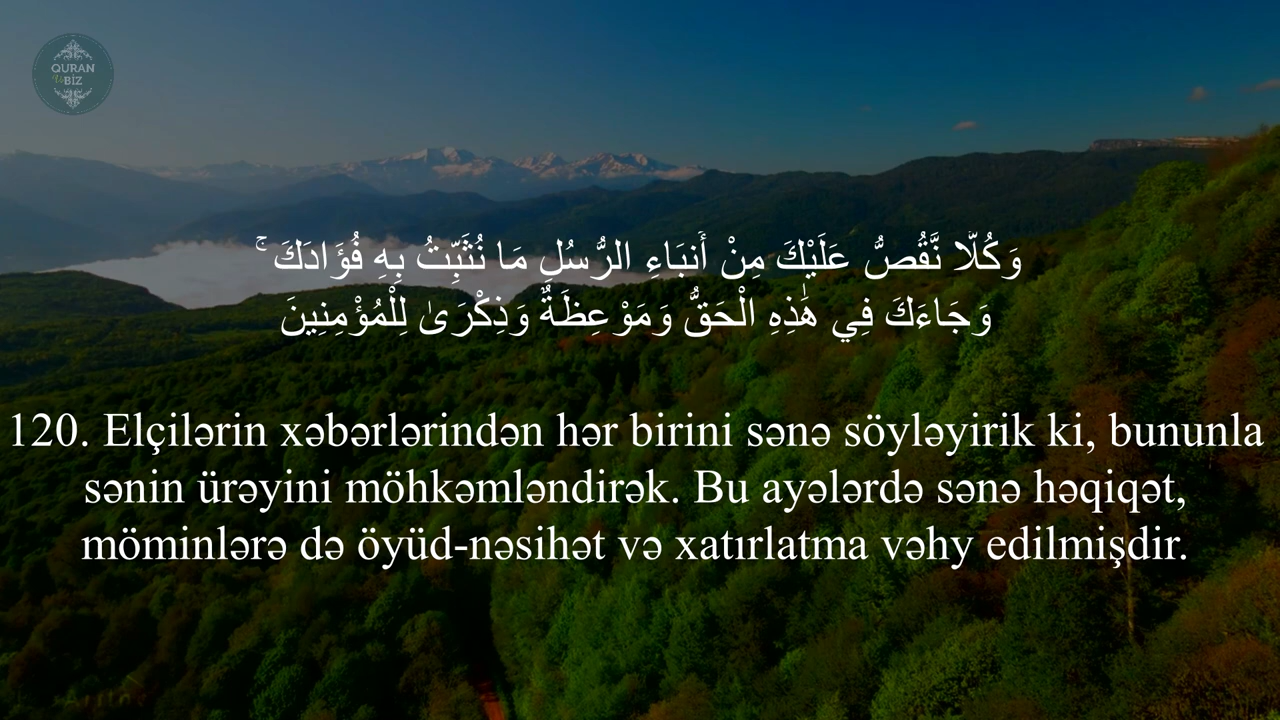 QURAN
və BİZ
وَكُلًّا نَّقُصُّ عَلَيْكَ مِنْ أَنبَاءِ الرُّسُلِ مَا نُثَبِّتُ بِهِ فُؤَادَكَ ۚ
وَجَاءَكَ فِي هَٰذِهِ الْحَقُّ وَمَوْعِظَةٌ وَذِكْرَىٰ لِلْمُؤْمِنِينَ
120. Elçilərin xəbərlərindən hər birini sənə söyləyirik ki, bununla
sənin ürəyini möhkəmləndirək. Bu ayələrdə sənə həqiqət,
möminlərə də öyüd-nəsihət və xatırlatma vəhy edilmişdir.